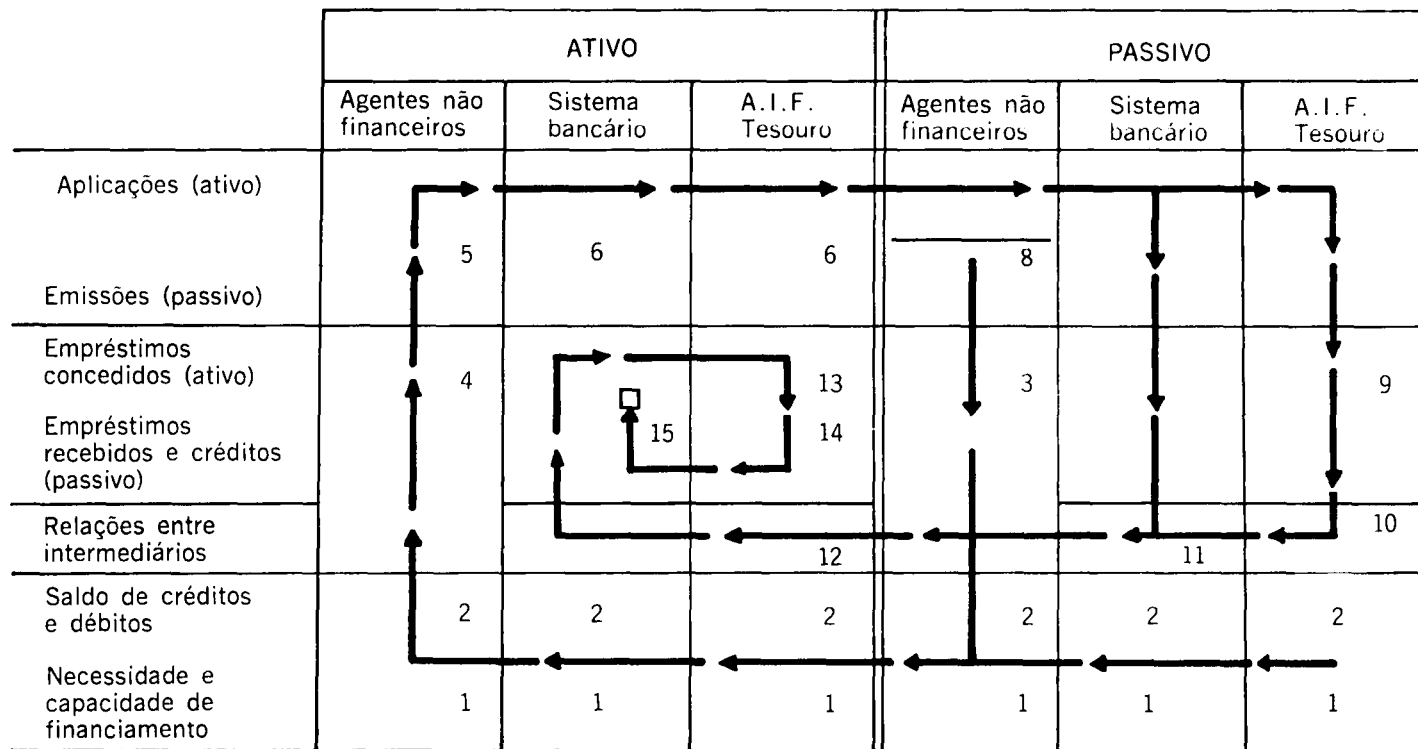 ATIVO PASSIVO
Agentes não Sistema A.I.F. Agentes não Sistema A.I.F.
financeiros bancário Tesouro financeiros bancário Tesouro
Aplicações (ativo)
5 6 6 8
Emissões (passivo)
Empréstimos
concedidos (ativo) 4 13 3 9
Empréstimos
recebidos e créditos 15 14
(passivo)
Relações entre 10
intermediários 12 11
Saldo de créditos
e débitos 2 2 2 2 2 2
Necessidade e
capacidade de 1 1 1 1 1 1
financiamento